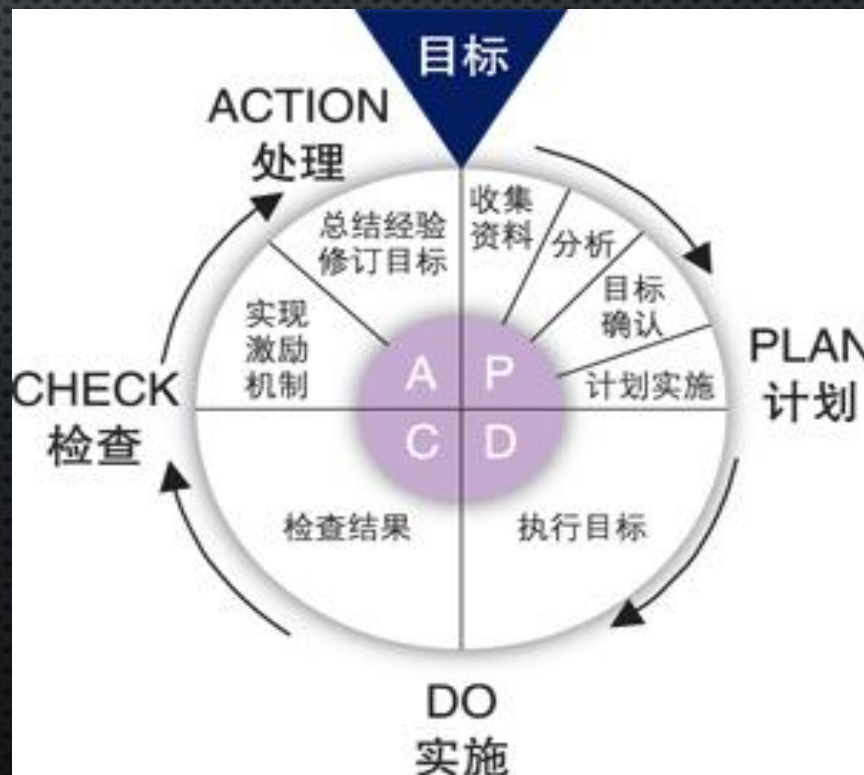 目标
ACTION
处理
总结经验
修订目标
收集
资料
分析
目标
确认
计划实施
实现
激励
机制
PLAN
计划
CHECK
检查
A
P
C
D
检查结果
执行目标
DO
实施